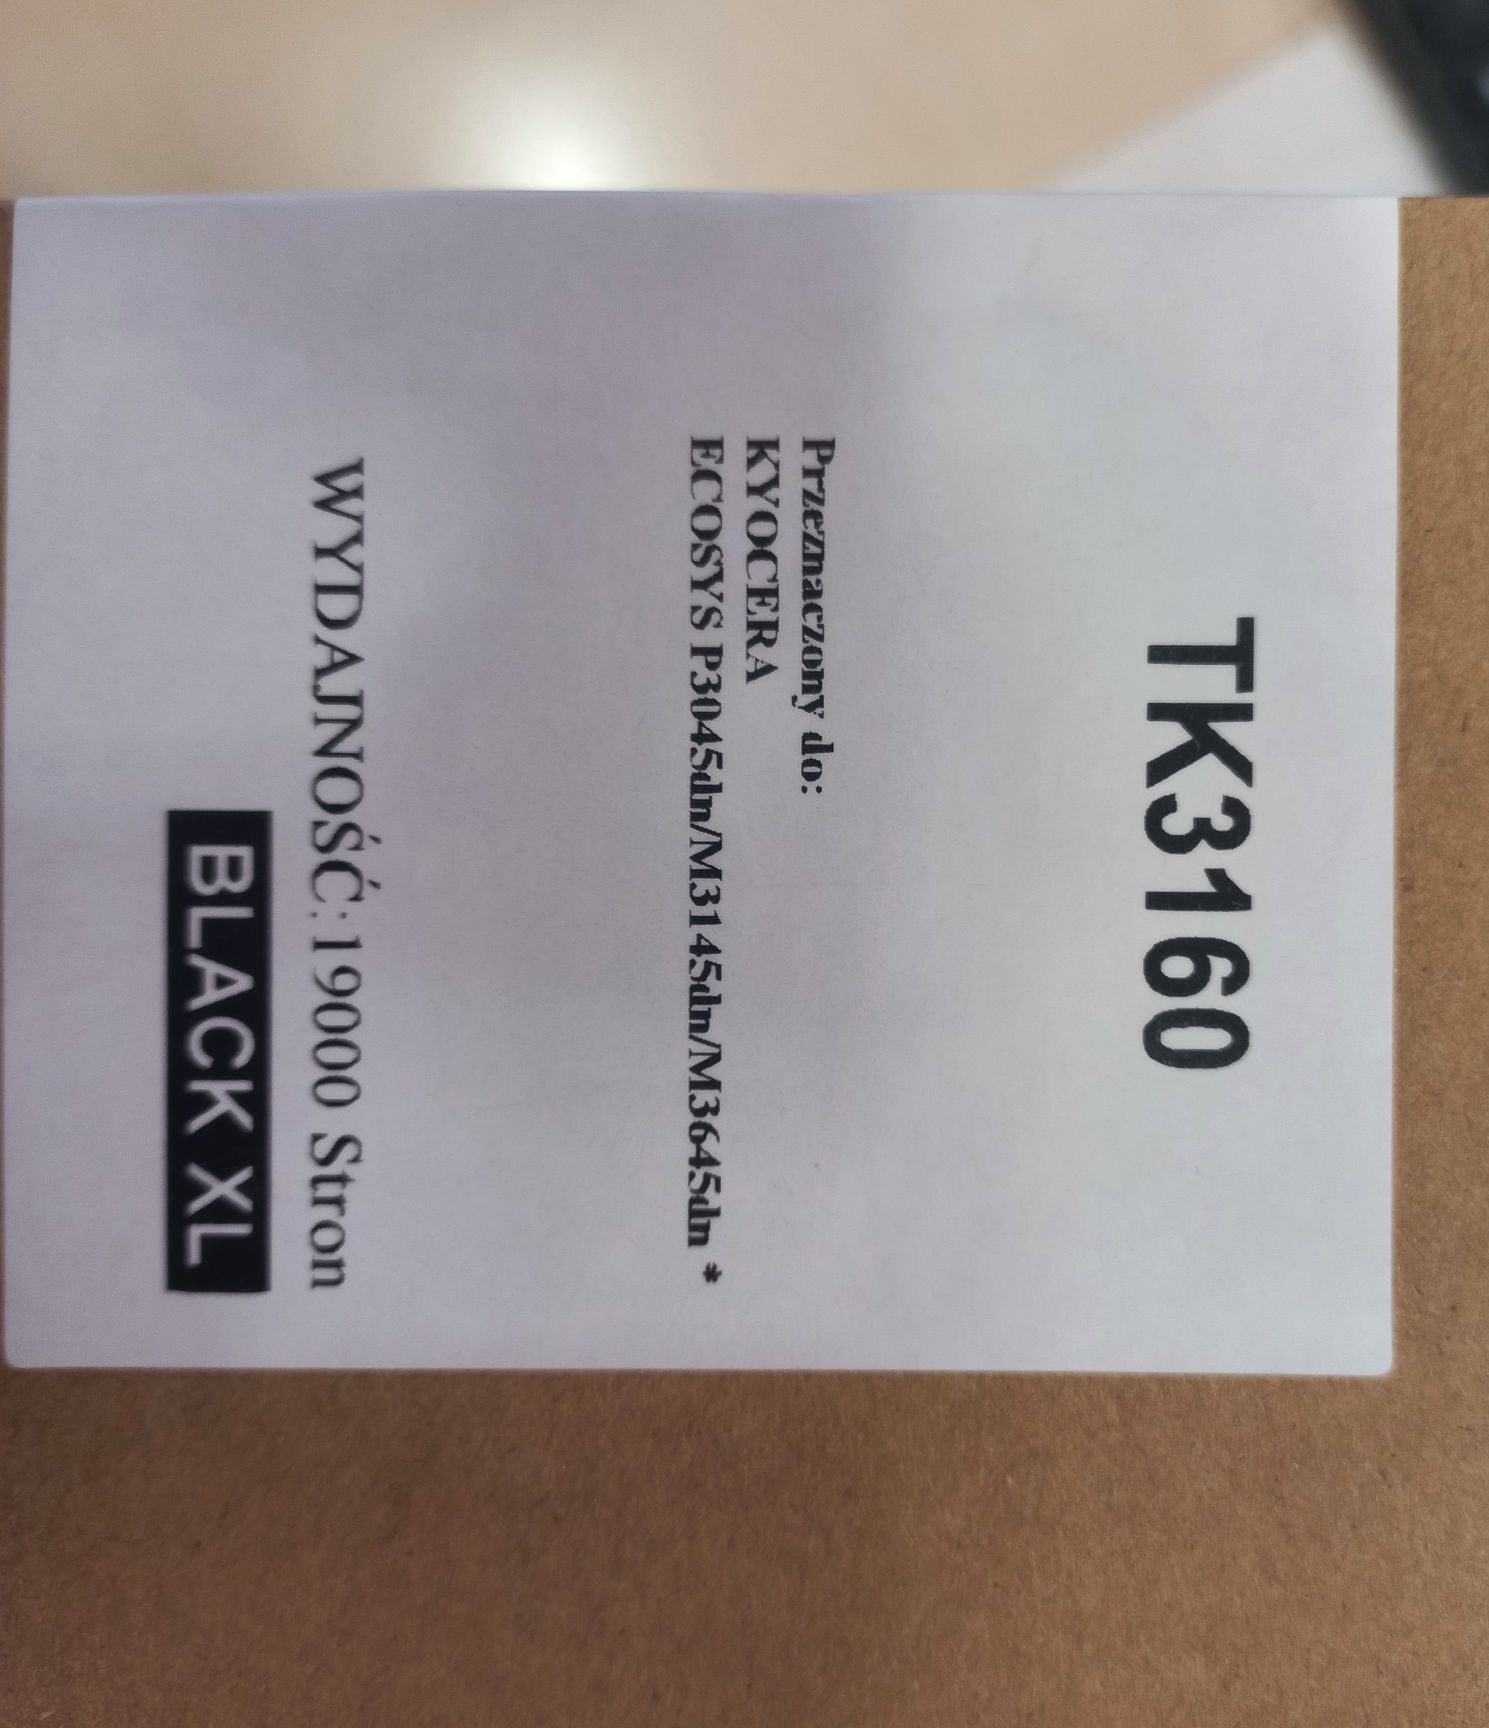 TK3160
Przeznaczony do:
KYOCERA
ECOSYS P3045dn/M3145dn/M3645dn *
WYDAJNOŚĆ:19000 Stron
BLACK XL